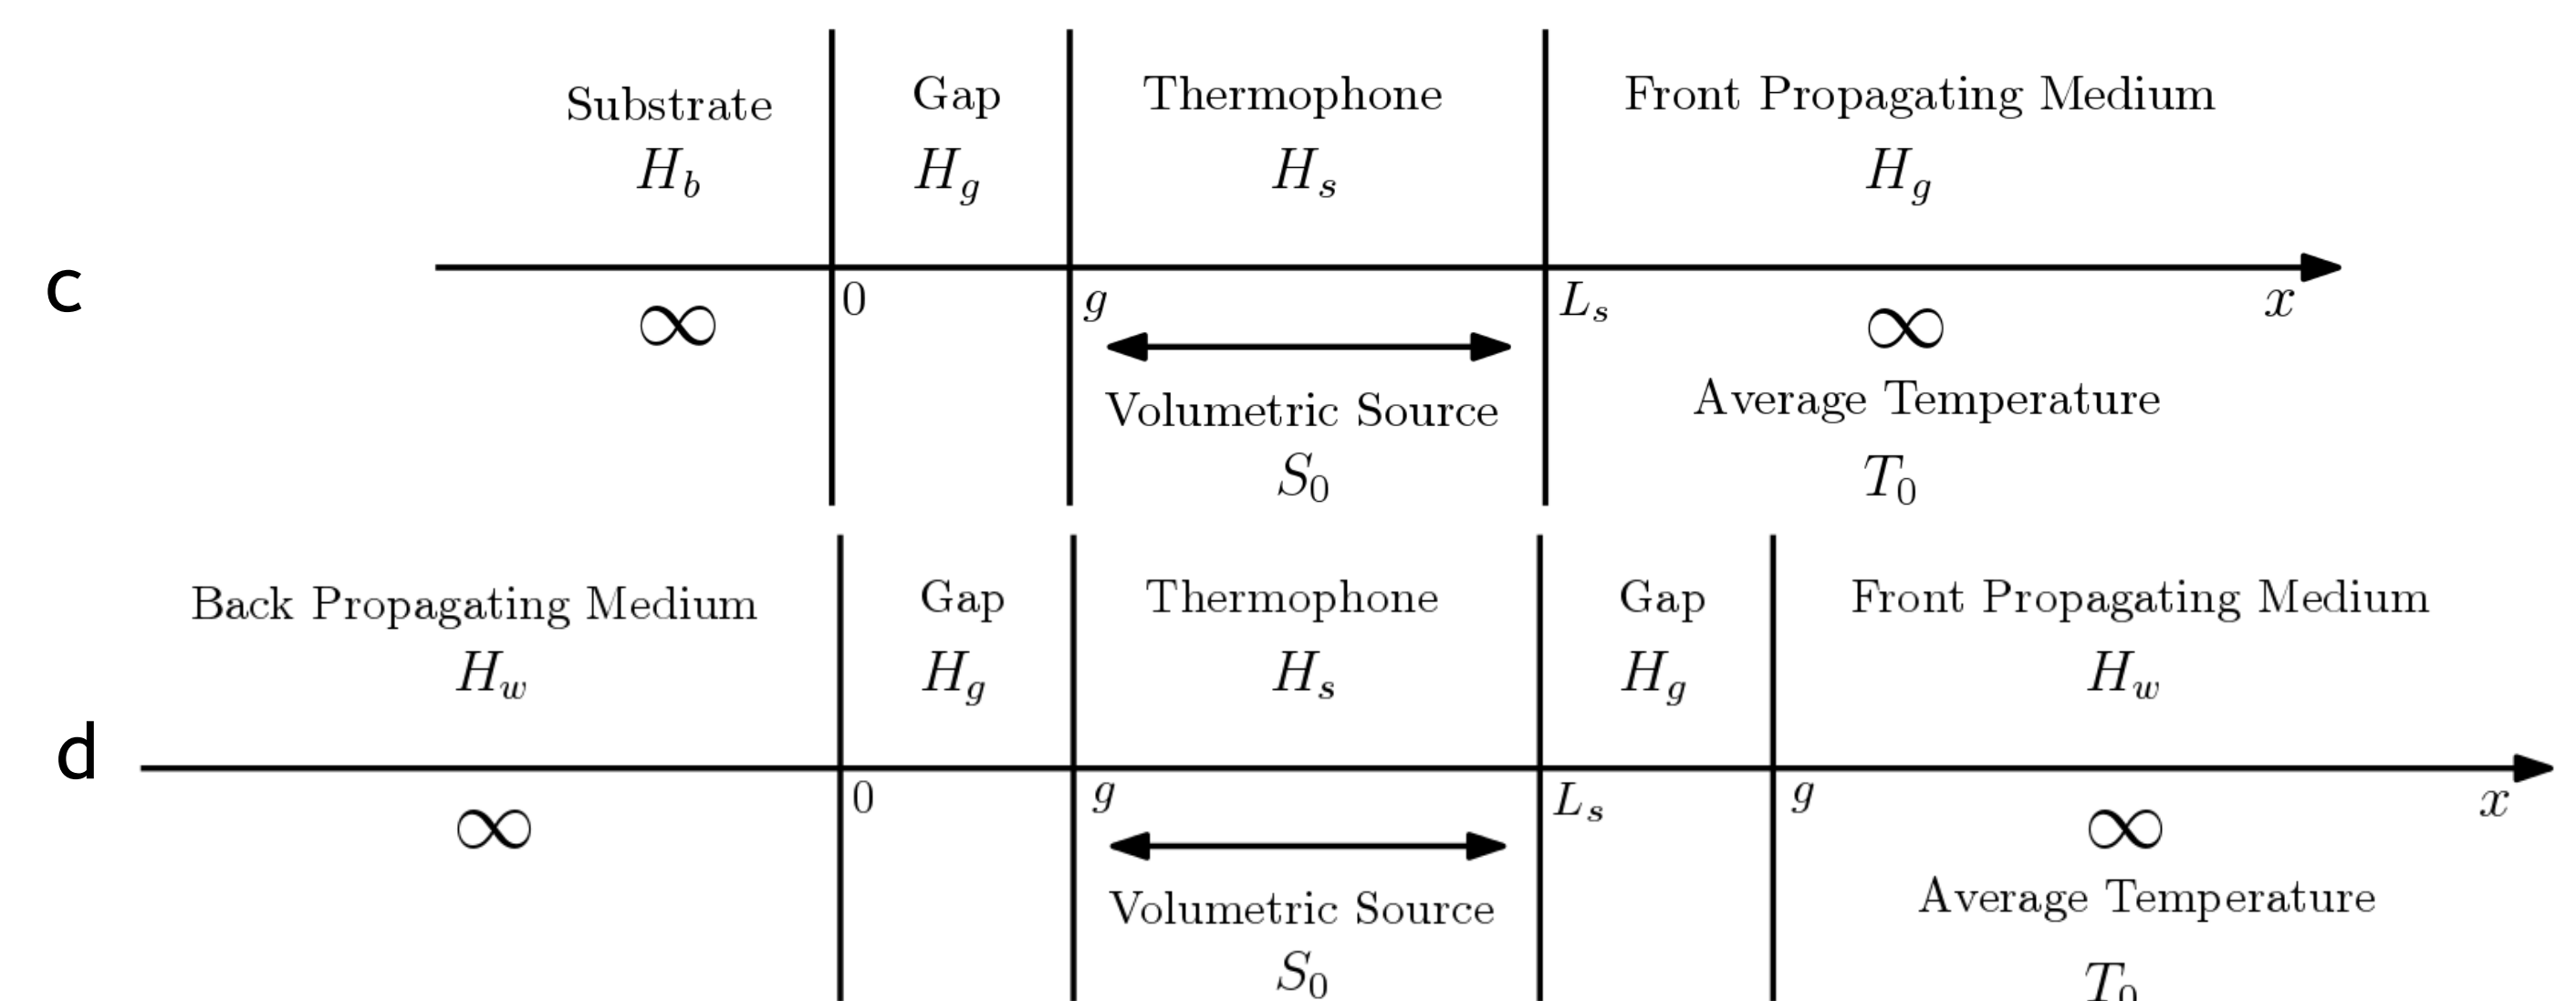 Substrate Gap Thermophone Front Propagating Medium
H_b H_g H_s H_g
c
0 g L_s x
∞ ∞
Volumetric Source Average Temperature
S_0 T_0
Back Propagating Medium Gap Thermophone Gap Front Propagating Medium
H_w H_g H_s H_g H_w
d
0 g L_s g x
∞ ∞
Volumetric Source Average Temperature
S_0 T_0